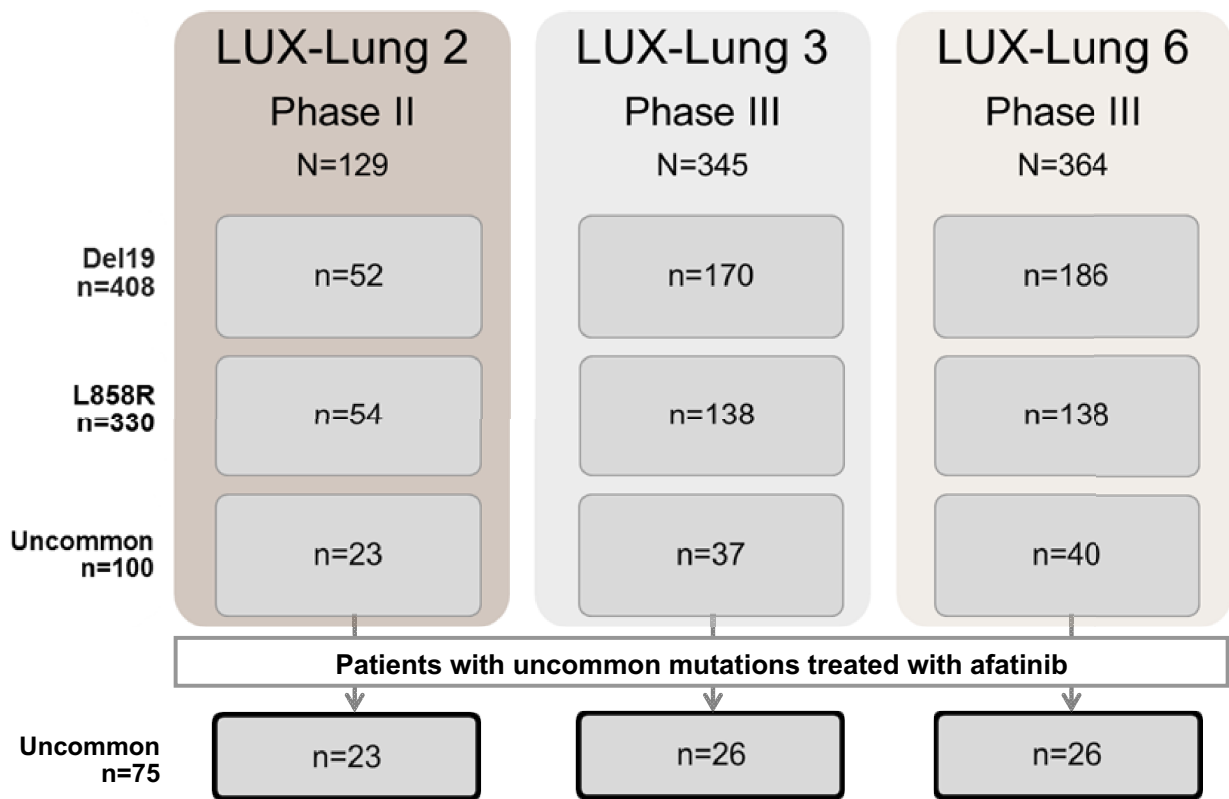 LUX-Lung 2
Phase II
N=129
LUX-Lung 3
Phase III
N=345
LUX-Lung 6
Phase III
N=364
Del19
n=408
n=52
n=170
n=186
L858R
n=330
n=54
n=138
n=138
Uncommon
n=100
n=23
n=37
n=40
Patients with uncommon mutations treated with afatinib
Uncommon
n=75
n=23
n=26
n=26